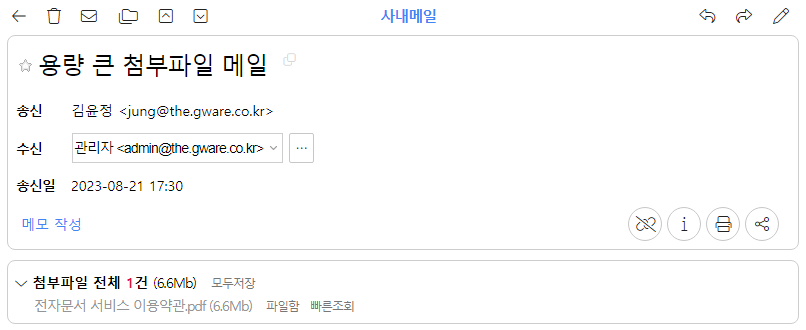 사내메일
용량 큰 첨부파일 메일
송신 김윤정 <jung@the.gware.co.kr>
수신 관리자 <admin@the.gware.co.kr> ...
송신일 2023-08-21 17:30
메모 작성
첨부파일 전체 1건 (6.6Mb) 모두저장
전자문서 서비스 이용약관.pdf (6.6Mb) 파일함 빠른조회